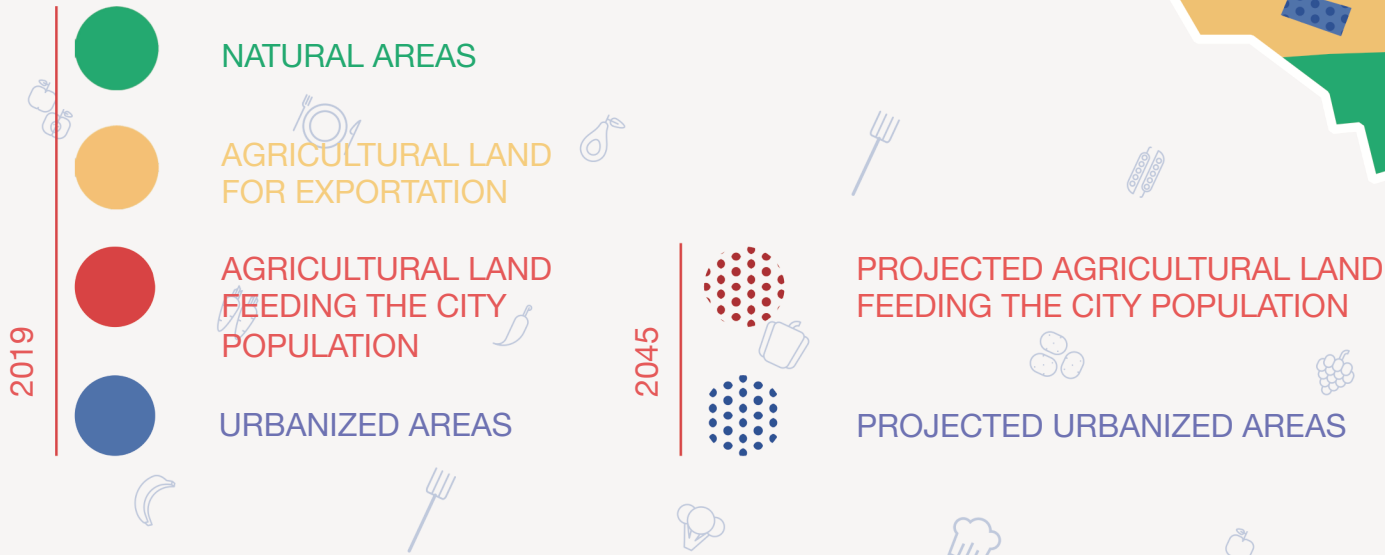 2019
NATURAL AREAS
AGRICULTURAL LAND
FOR EXPORTATION
AGRICULTURAL LAND
FEEDING THE CITY
POPULATION
URBANIZED AREAS
2045
PROJECTED AGRICULTURAL LAND
FEEDING THE CITY POPULATION
PROJECTED URBANIZED AREAS